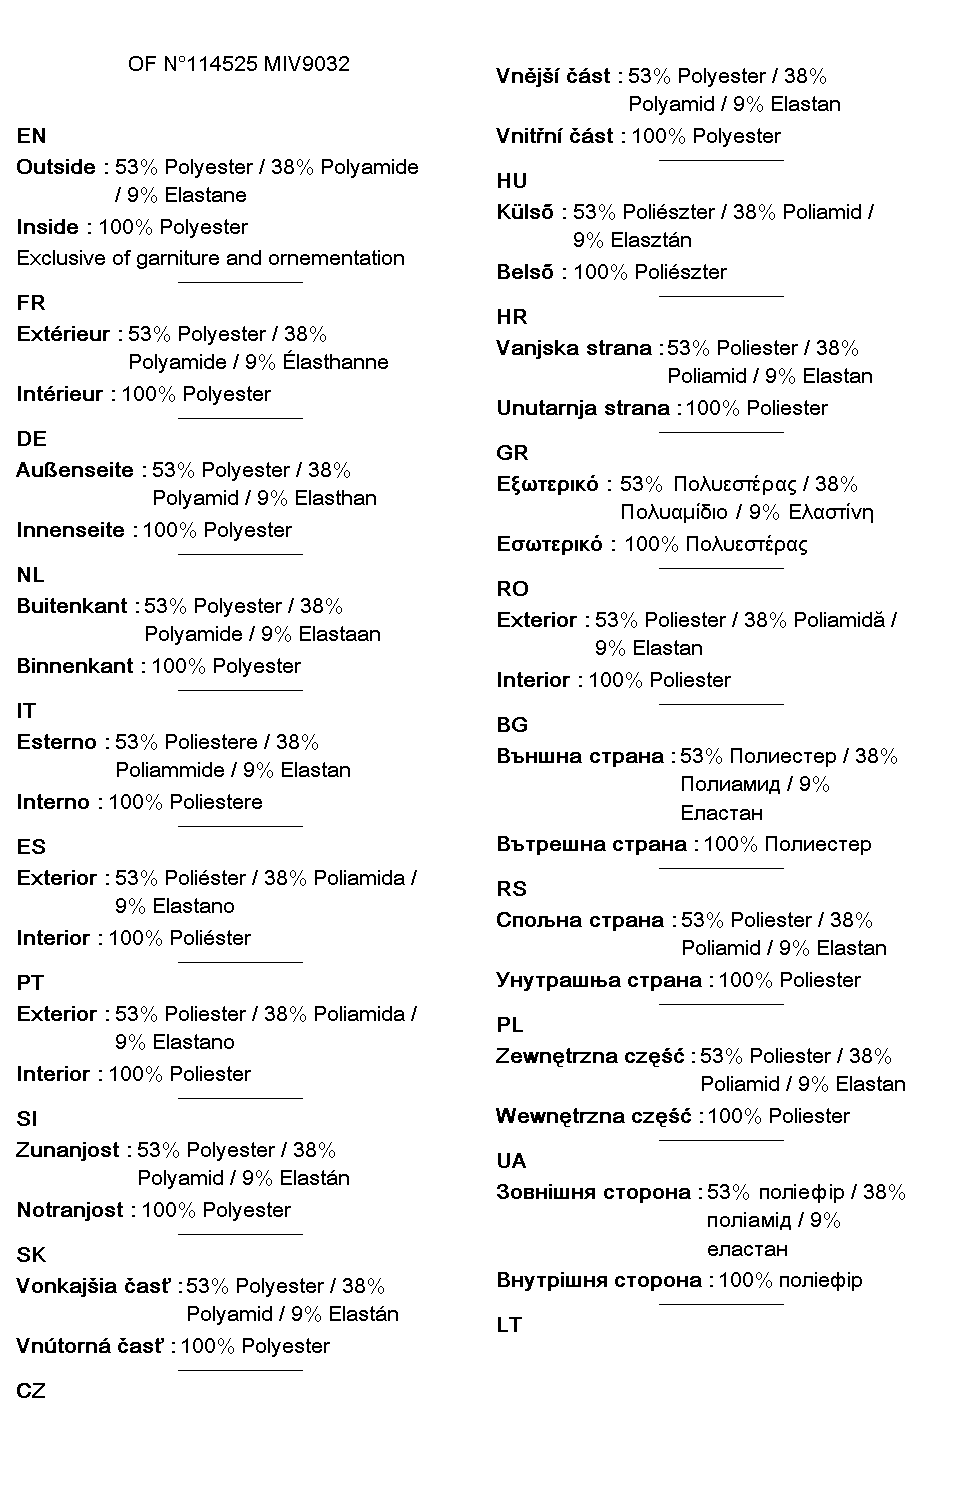 OF N°114525 MIV9032
EN
Outside : 53% Polyester / 38% Polyamide
/ 9% Elastane
Inside : 100% Polyester
Exclusive of garniture and ornementation
FR
Extérieur : 53% Polyester / 38%
Polyamide / 9% Élasthanne
Intérieur : 100% Polyester
DE
Außenseite : 53% Polyester / 38%
Polyamid / 9% Elasthan
Innenseite : 100% Polyester
NL
Buitenkant : 53% Polyester / 38%
Polyamide / 9% Elastaan
Binnenkant : 100% Polyester
IT
Esterno : 53% Poliestere / 38%
Poliammide / 9% Elastan
Interno : 100% Poliestere
ES
Exterior : 53% Poliéster / 38% Poliamida /
9% Elastano
Interior : 100% Poliéster
PT
Exterior : 53% Poliester / 38% Poliamida /
9% Elastano
Interior : 100% Poliester
SI
Zunanjost : 53% Polyester / 38%
Polyamid / 9% Elastán
Notranjost : 100% Polyester
SK
Vonkajšia časť : 53% Polyester / 38%
Polyamid / 9% Elastán
Vnútorná časť : 100% Polyester
CZ
Vnější část : 53% Polyester / 38%
Polyamid / 9% Elastan
Vnitřní část : 100% Polyester
HU
Külső : 53% Poliészter / 38% Poliamid /
9% Elasztán
Belső : 100% Poliészter
HR
Vanjska strana : 53% Poliester / 38%
Poliamid / 9% Elastan
Unutarnja strana : 100% Poliester
GR
Εξωτερικό : 53% Πολυεστέρας / 38%
Πολυαμίδιο / 9% Ελαστίνη
Εσωτερικό : 100% Πολυεστέρας
RO
Exterior : 53% Poliester / 38% Poliamidă /
9% Elastan
Interior : 100% Poliester
BG
Външна страна : 53% Полиестер / 38%
Полиамид / 9%
Еластан
Вътрешна страна : 100% Полиестер
RS
Спољна страна : 53% Poliester / 38%
Poliamid / 9% Elastan
Унутрашња страна : 100% Poliester
PL
Zewnętrzna część : 53% Poliester / 38%
Poliamid / 9% Elastan
Wewnętrzna część : 100% Poliester
UA
Зовнішня сторона : 53% поліефір / 38%
поліамід / 9%
еластан
Внутрішня сторона : 100% поліефір
LT